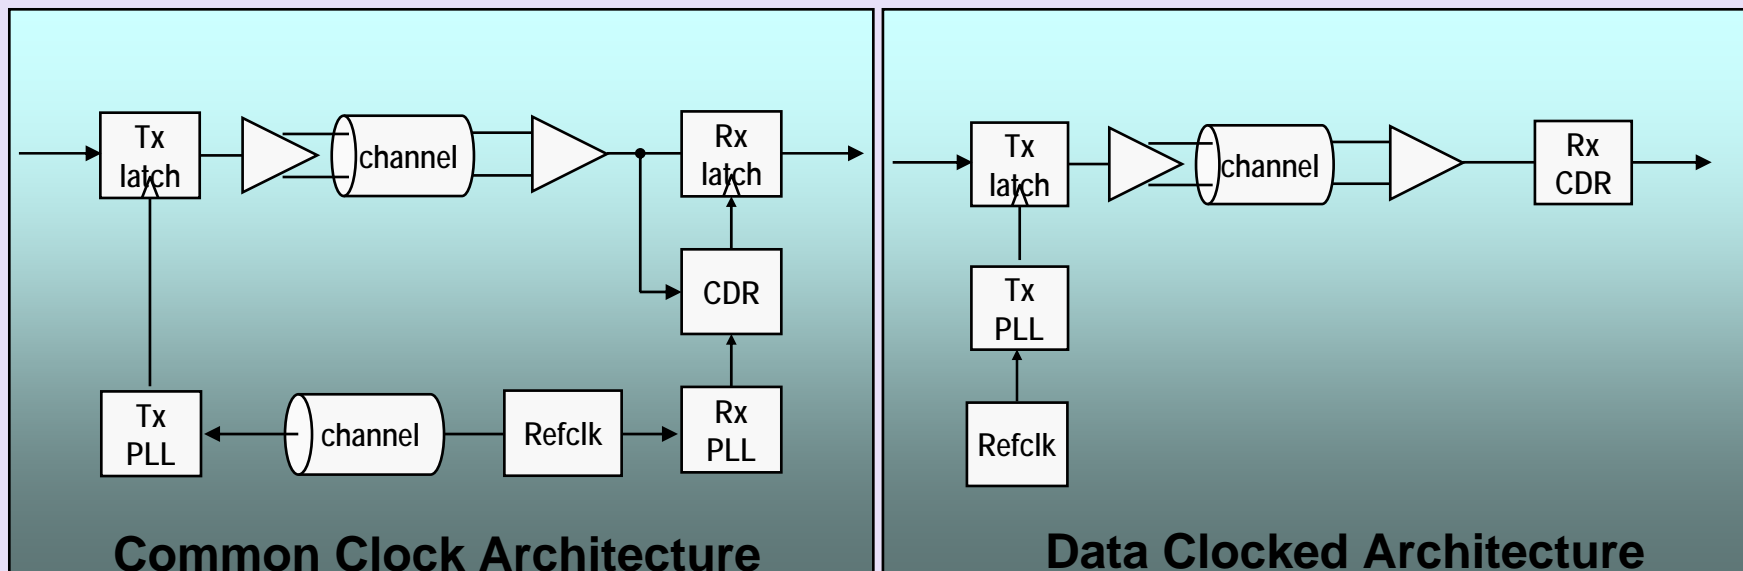 Tx
latch
channel
Rx
latch
CDR
Tx
PLL
channel
Refclk
Rx
PLL
Common Clock Architecture
Tx
latch
channel
Rx
CDR
Tx
PLL
Refclk
Data Clocked Architecture